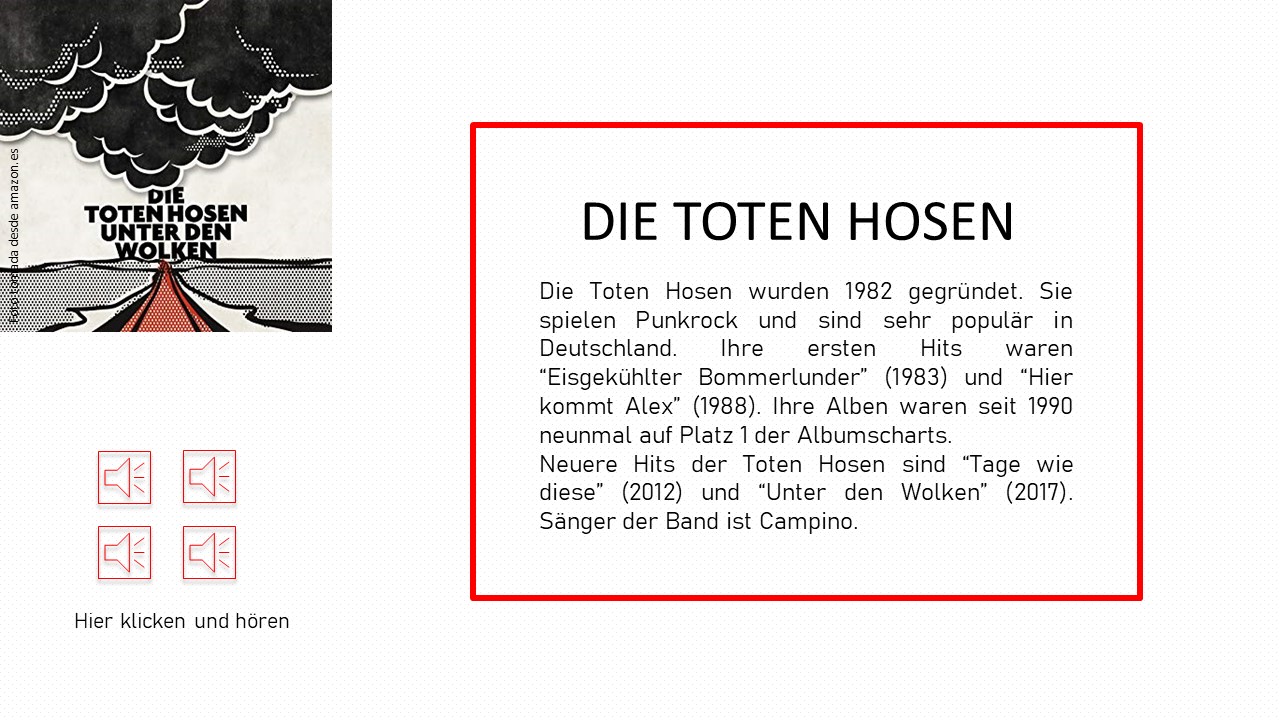 DIE
TOTEN HOSEN
UNTER DEN
WOLKEN
Foto tomada desde amazon.es
DIE TOTEN HOSEN
Die Toten Hosen wurden 1982 gegründet. Sie
spielen Punkrock und sind sehr populär in
Deutschland. Ihre ersten Hits waren
“Eisgekühlter Bommerlunder” (1983) und “Hier
kommt Alex” (1988). Ihre Alben waren seit 1990
neunmal auf Platz 1 der Albumscharts.
Neuere Hits der Toten Hosen sind “Tage wie
diese” (2012) und “Unter den Wolken” (2017).
Sänger der Band ist Campino.
Hier klicken und hören